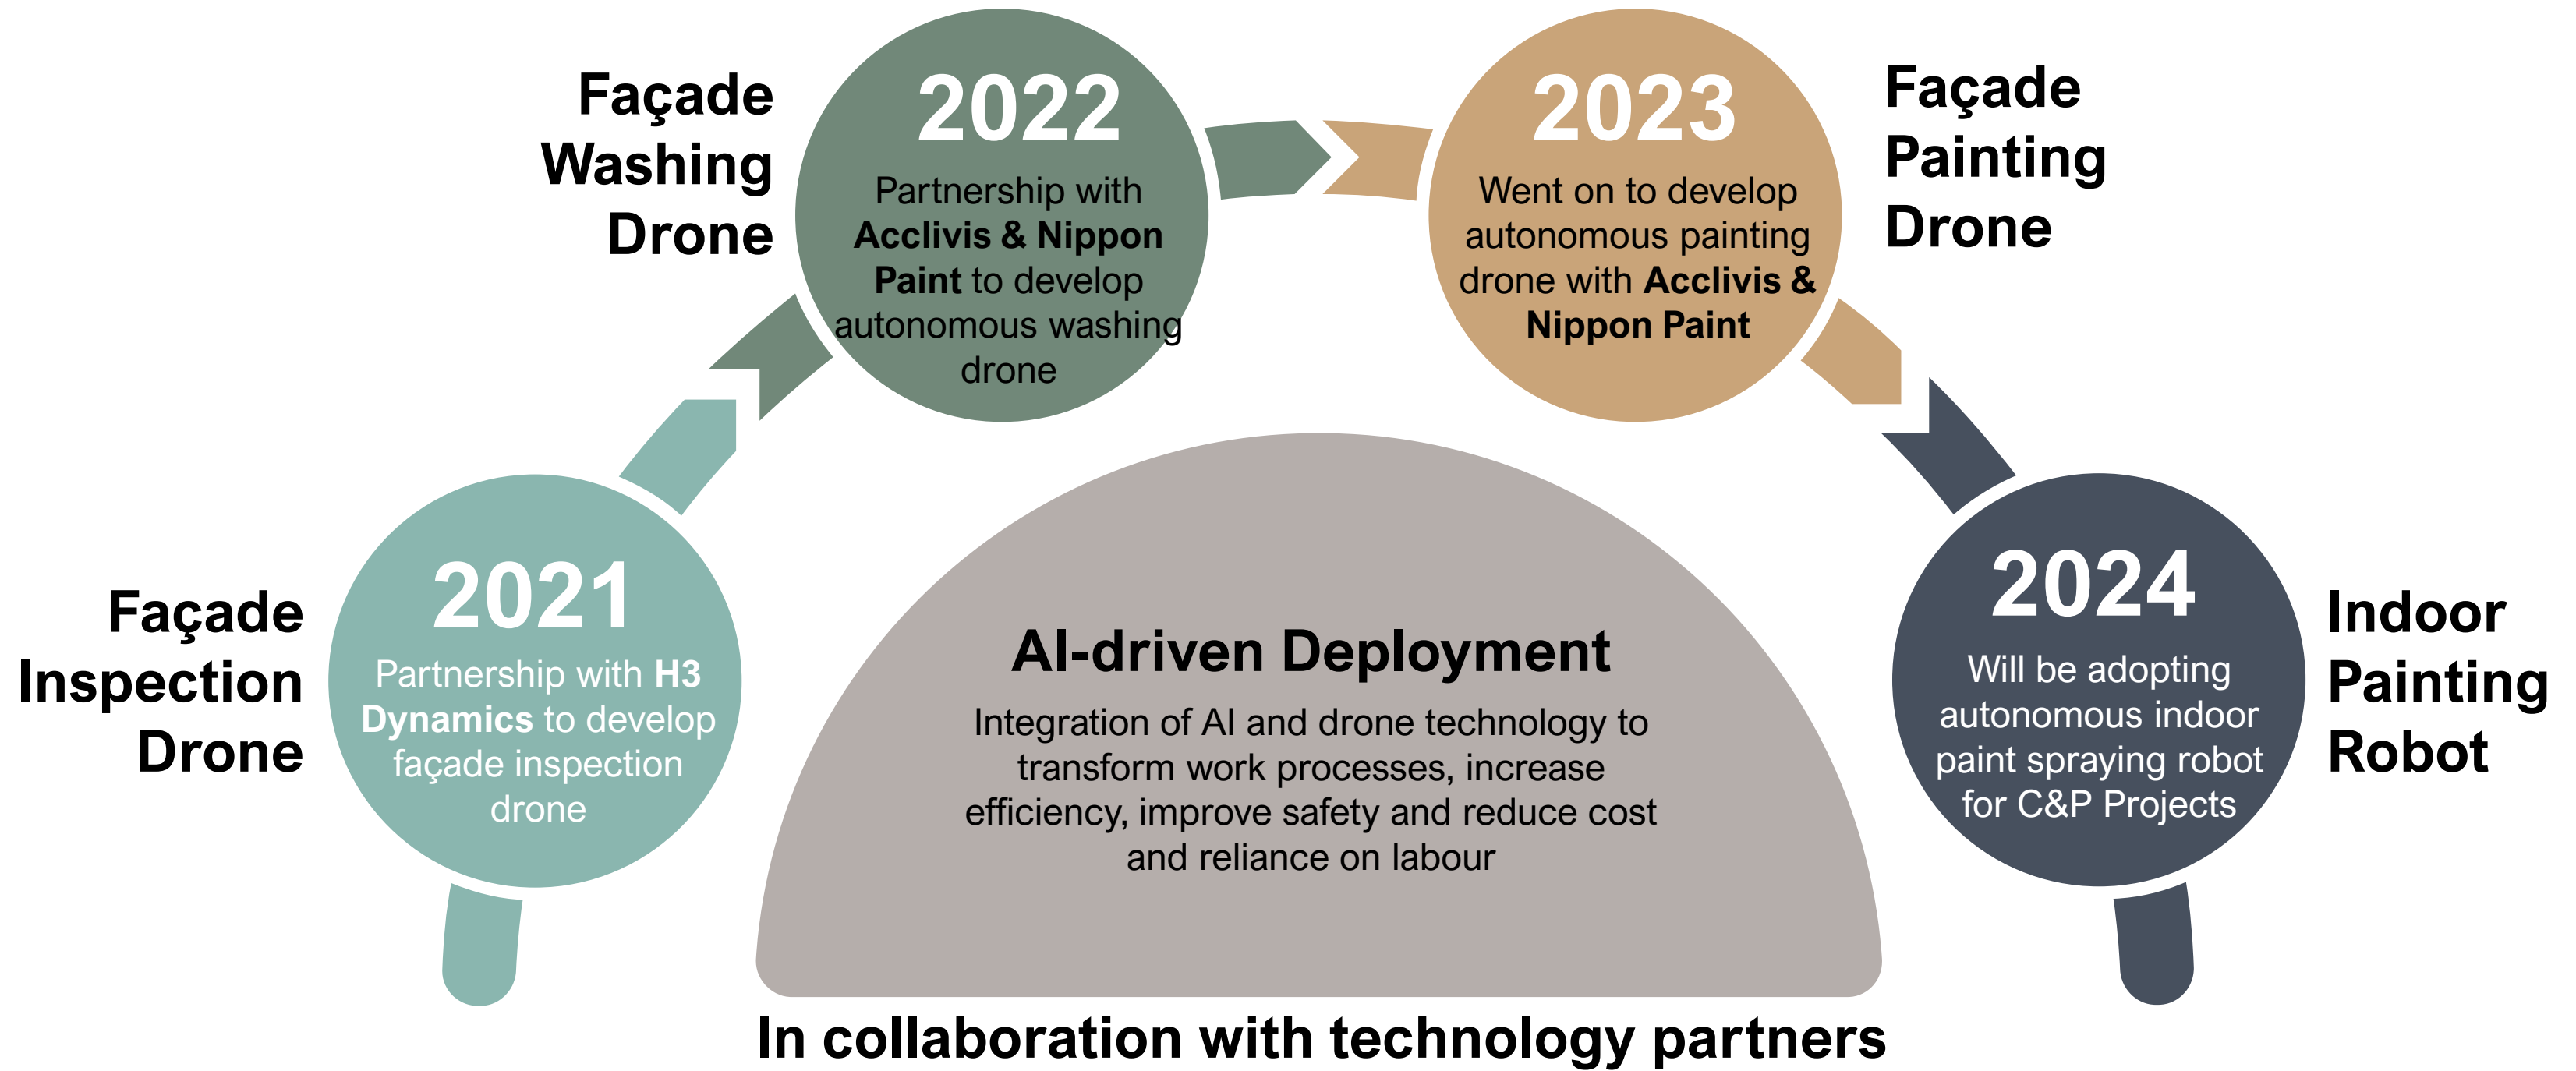 Façade
Inspection
Drone
2021
Partnership with H3
Dynamics to develop
façade inspection
drone
Façade
Washing
Drone
2022
Partnership with
Acclivis & Nippon
Paint to develop
autonomous washing
drone
2023
Went on to develop
autonomous painting
drone with Acclivis &
Nippon Paint
Façade
Painting
Drone
2024
Will be adopting
autonomous indoor
paint spraying robot
for C&P Projects
Indoor
Painting
Robot
AI-driven Deployment
Integration of AI and drone technology to
transform work processes, increase
efficiency, improve safety and reduce cost
and reliance on labour
In collaboration with technology partners